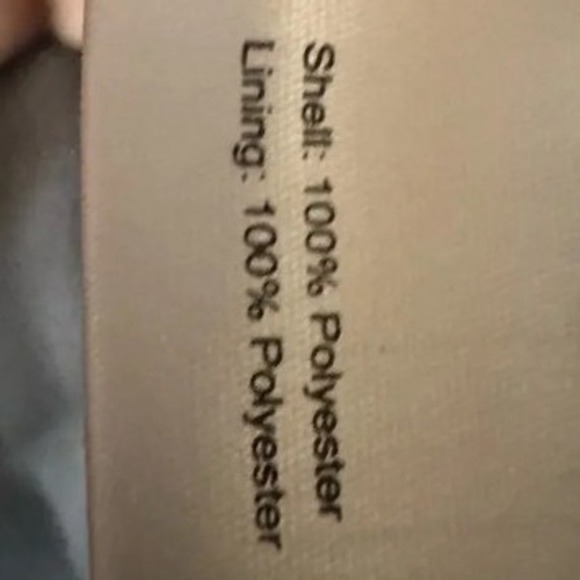 Shell: 100% Polyester
Lining: 100% Polyester